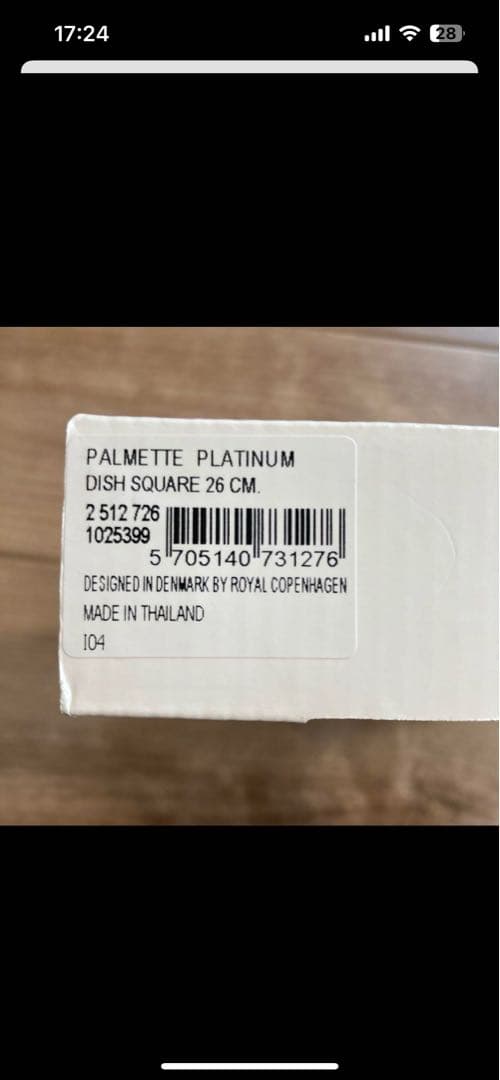 17:24
28
PALMETTE PLATINUM
DISH SQUARE 26 CM.
2 512 726
1025399
5 705140 731276
DESIGNED IN DENMARK BY ROYAL COPENHAGEN
MADE IN THAILAND
I04